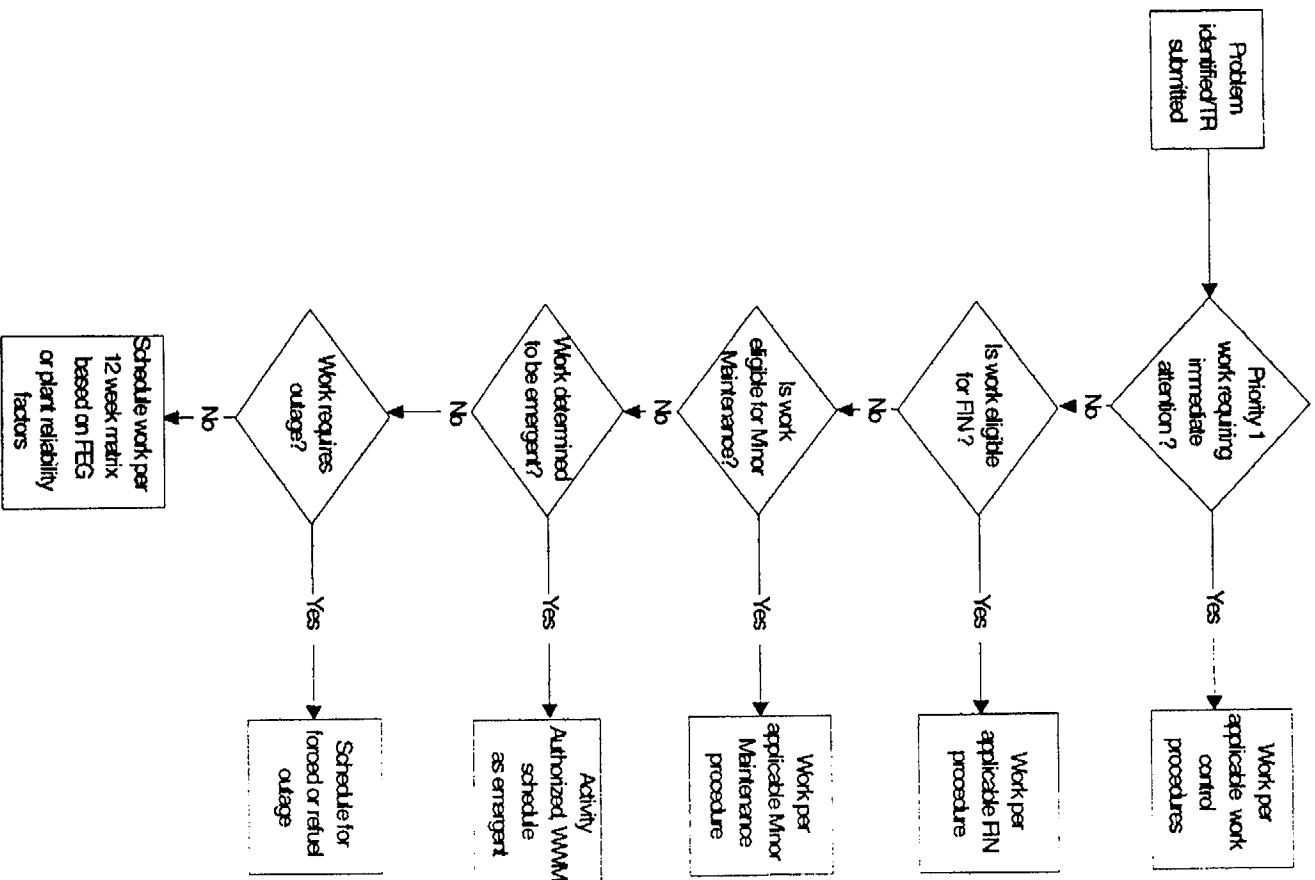 Problem
identified/TR
submitted
Priority 1
work requiring
immediate
attention ?
Yes
Work per
applicable work
control
procedures
No
Is work eligible
for FIN ?
Yes
Work per
applicable FIN
procedure
No
Is work
eligible for Minor
Maintenance?
Yes
Work per
applicable Minor
Maintenance
procedure
No
Work determined
to be emergent?
Yes
Activity
Authorized, WWM
schedule
as emergent
No
Work requires
outage?
Yes
Schedule for
forced or refuel
outage
No
Schedule work per
12 week matrix
based on FEG
or plant reliability
factors